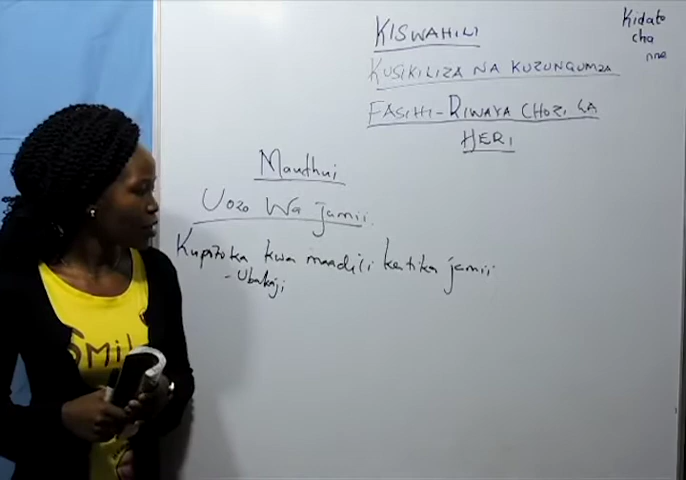 KISWAHILI
Kidato
cha
nne
KUSIKILIZA NA KUZUNGUMZA
FASIHI - RIWAYA CHOZI LA
HERI
Maudhui
Uozo Wa jamii.
Kupotoka kwa maadili katika jamii
- Ubakaji
SMILE